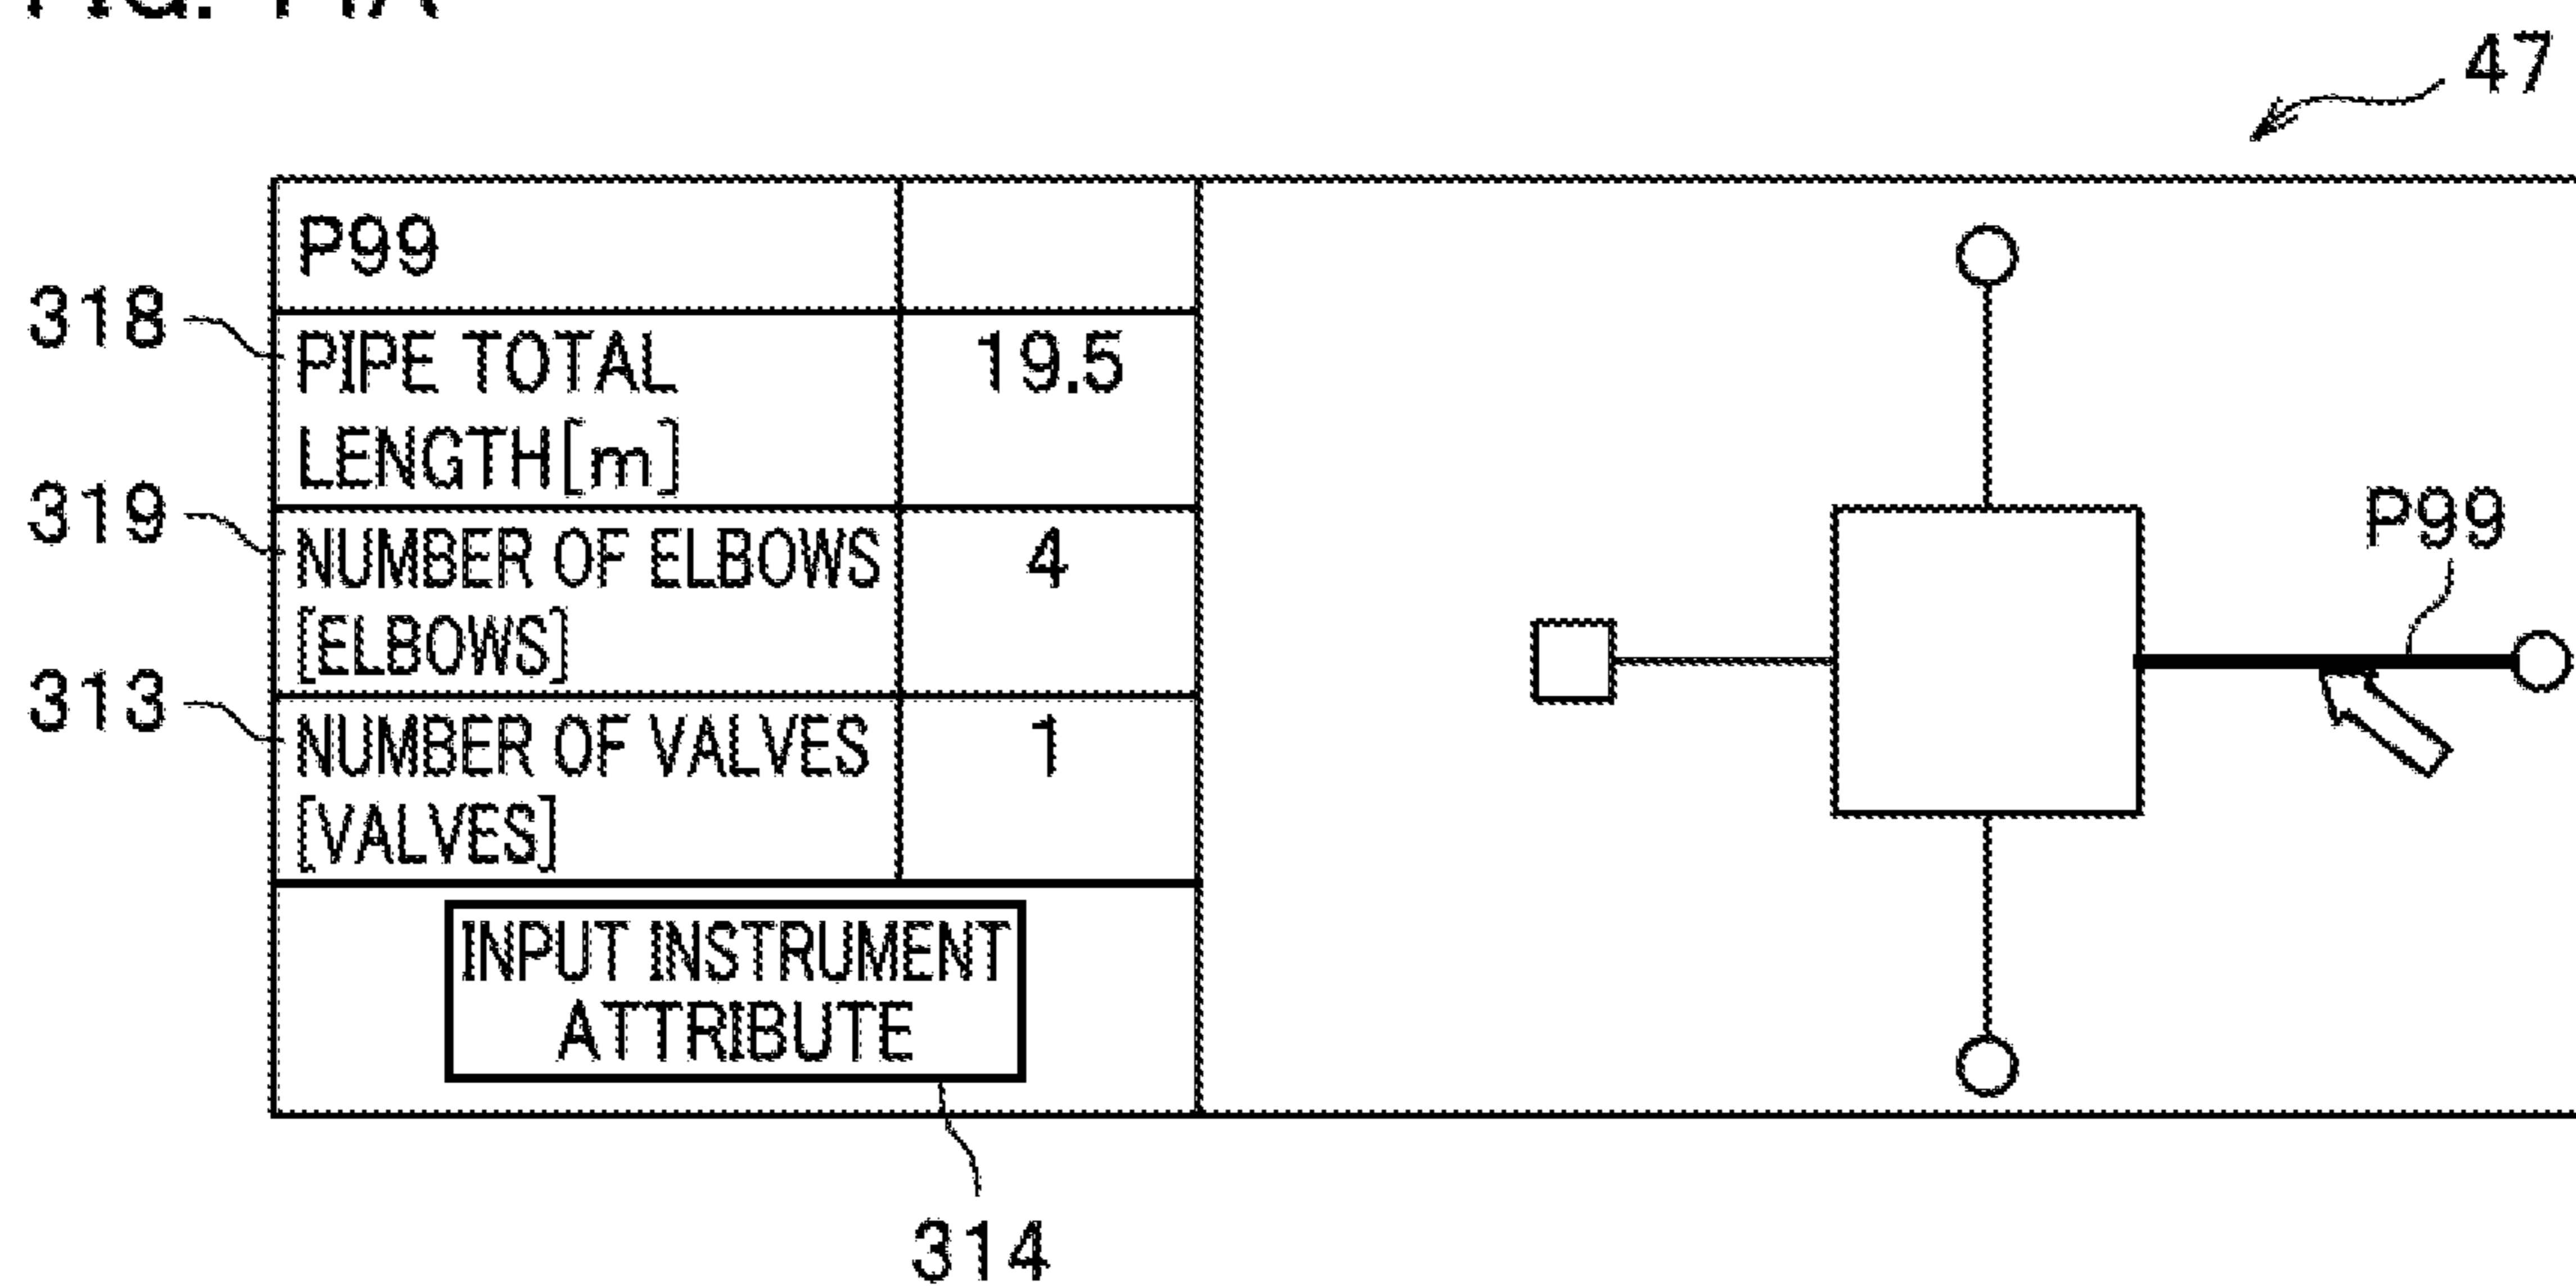 FIG.
47
P99
318
PIPE TOTAL
LENGTH[m]
19.5
319
NUMBER OF ELBOWS
[ELBOWS]
4
313
NUMBER OF VALVES
[VALVES]
1
INPUT INSTRUMENT
ATTRIBUTE
314
P99